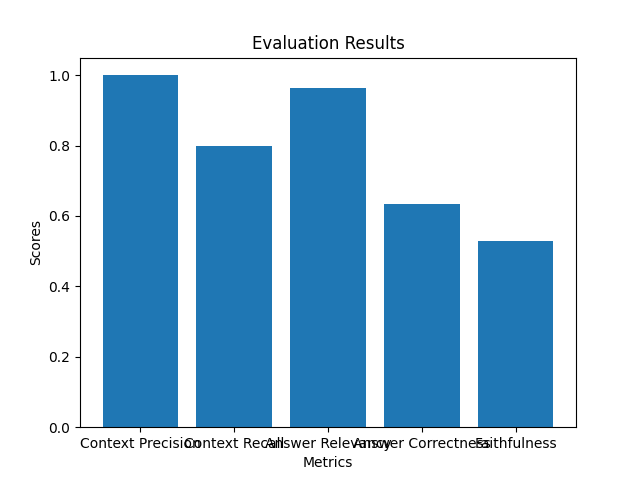 Evaluation Results
1.0
0.8
0.6
0.4
0.2
0.0
Scores
Context Precision Context Recall Answer Relevancy Answer Correctness Faithfulness
Metrics